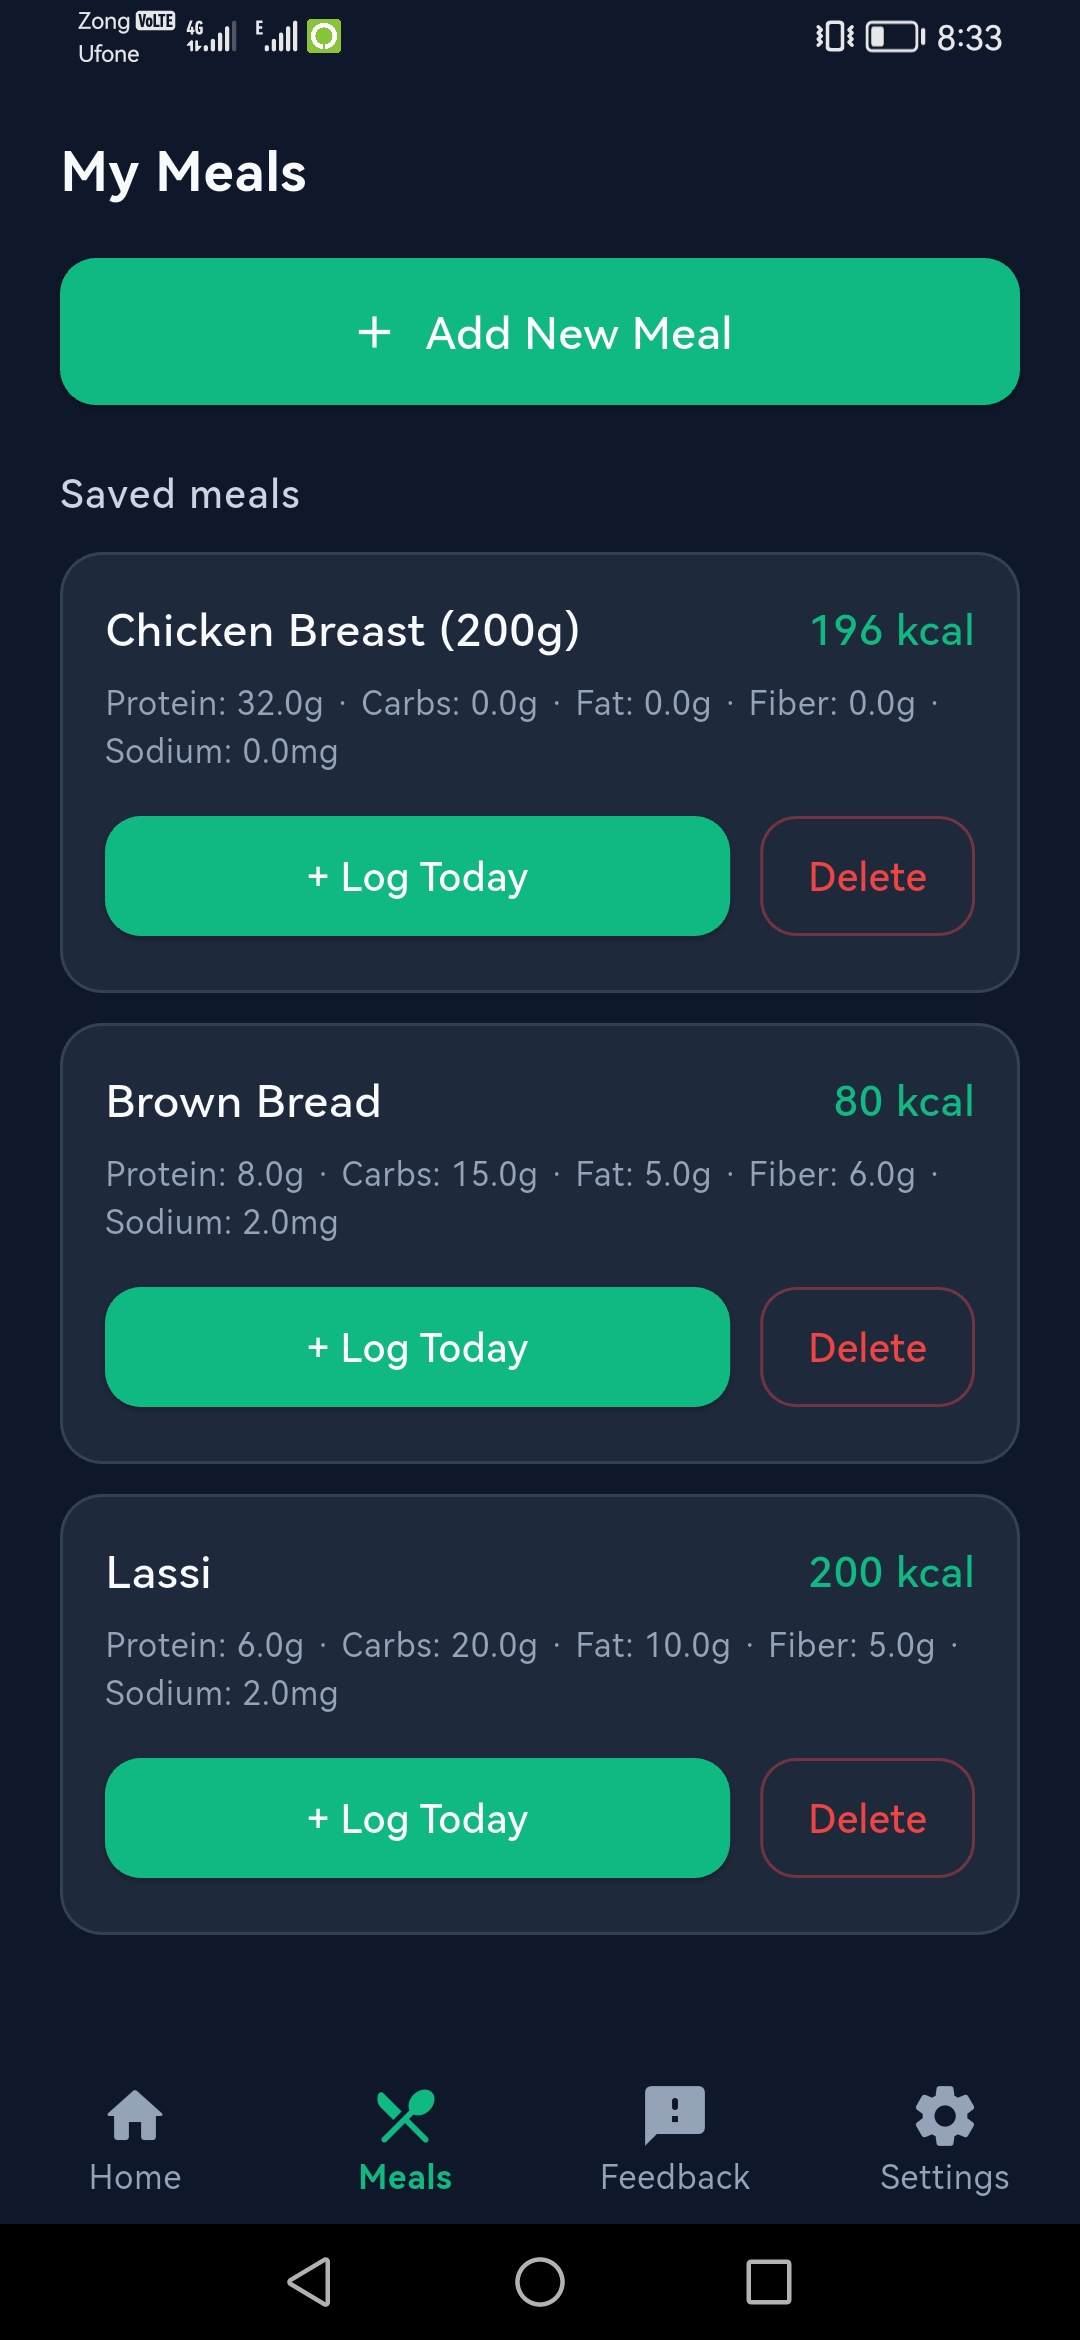 Zong VoLTE 4G E 8:33
Ufone
My Meals
+ Add New Meal
Saved meals
Chicken Breast (200g) 196 kcal
Protein: 32.0g · Carbs: 0.0g · Fat: 0.0g · Fiber: 0.0g ·
Sodium: 0.0mg
+ Log Today Delete
Brown Bread 80 kcal
Protein: 8.0g · Carbs: 15.0g · Fat: 5.0g · Fiber: 6.0g ·
Sodium: 2.0mg
+ Log Today Delete
Lassi 200 kcal
Protein: 6.0g · Carbs: 20.0g · Fat: 10.0g · Fiber: 5.0g ·
Sodium: 2.0mg
+ Log Today Delete
Home Meals Feedback Settings